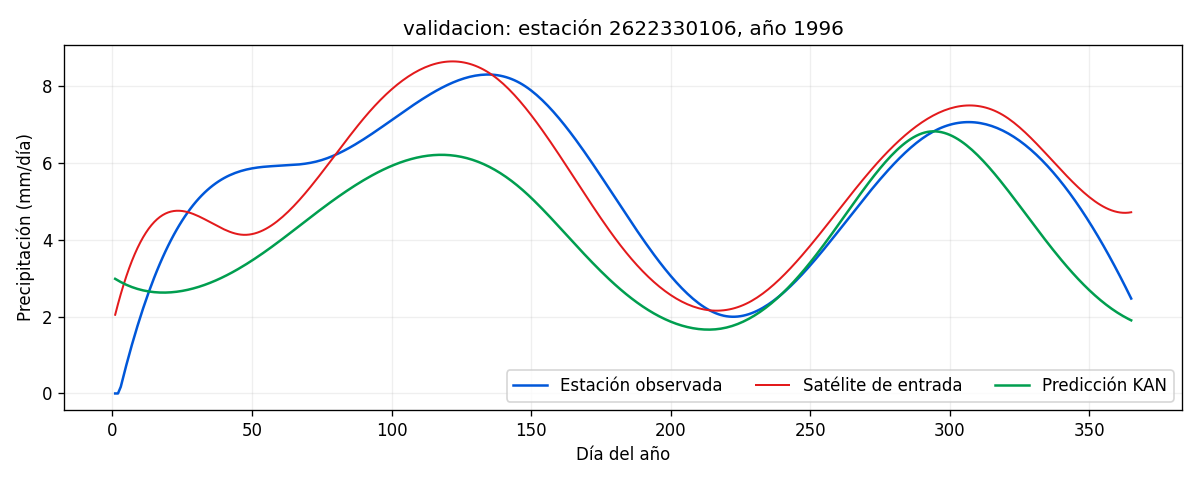 validacion: estación 2622330106, año 1996
Precipitación (mm/día)
8
6
4
2
0
Estación observada
Satélite de entrada
Predicción KAN
0 50 100 150 200 250 300 350
Día del año